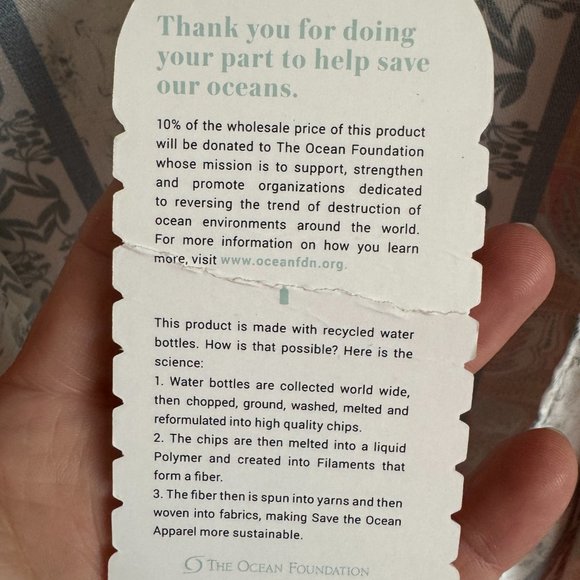 Thank you for doing
your part to help save
our oceans.
10% of the wholesale price of this product
will be donated to The Ocean Foundation
whose mission is to support, strengthen
and promote organizations dedicated
to reversing the trend of destruction of
ocean environments around the world.
For more information on how you learn
more, visit www.oceanfdn.org.
This product is made with recycled water
bottles. How is that possible? Here is the
science:
1. Water bottles are collected world wide,
then chopped, ground, washed, melted and
reformulated into high quality chips.
2. The chips are then melted into a liquid
Polymer and created into Filaments that
form a fiber.
3. The fiber then is spun into yarns and then
woven into fabrics, making Save the Ocean
Apparel more sustainable.
THE OCEAN FOUNDATION